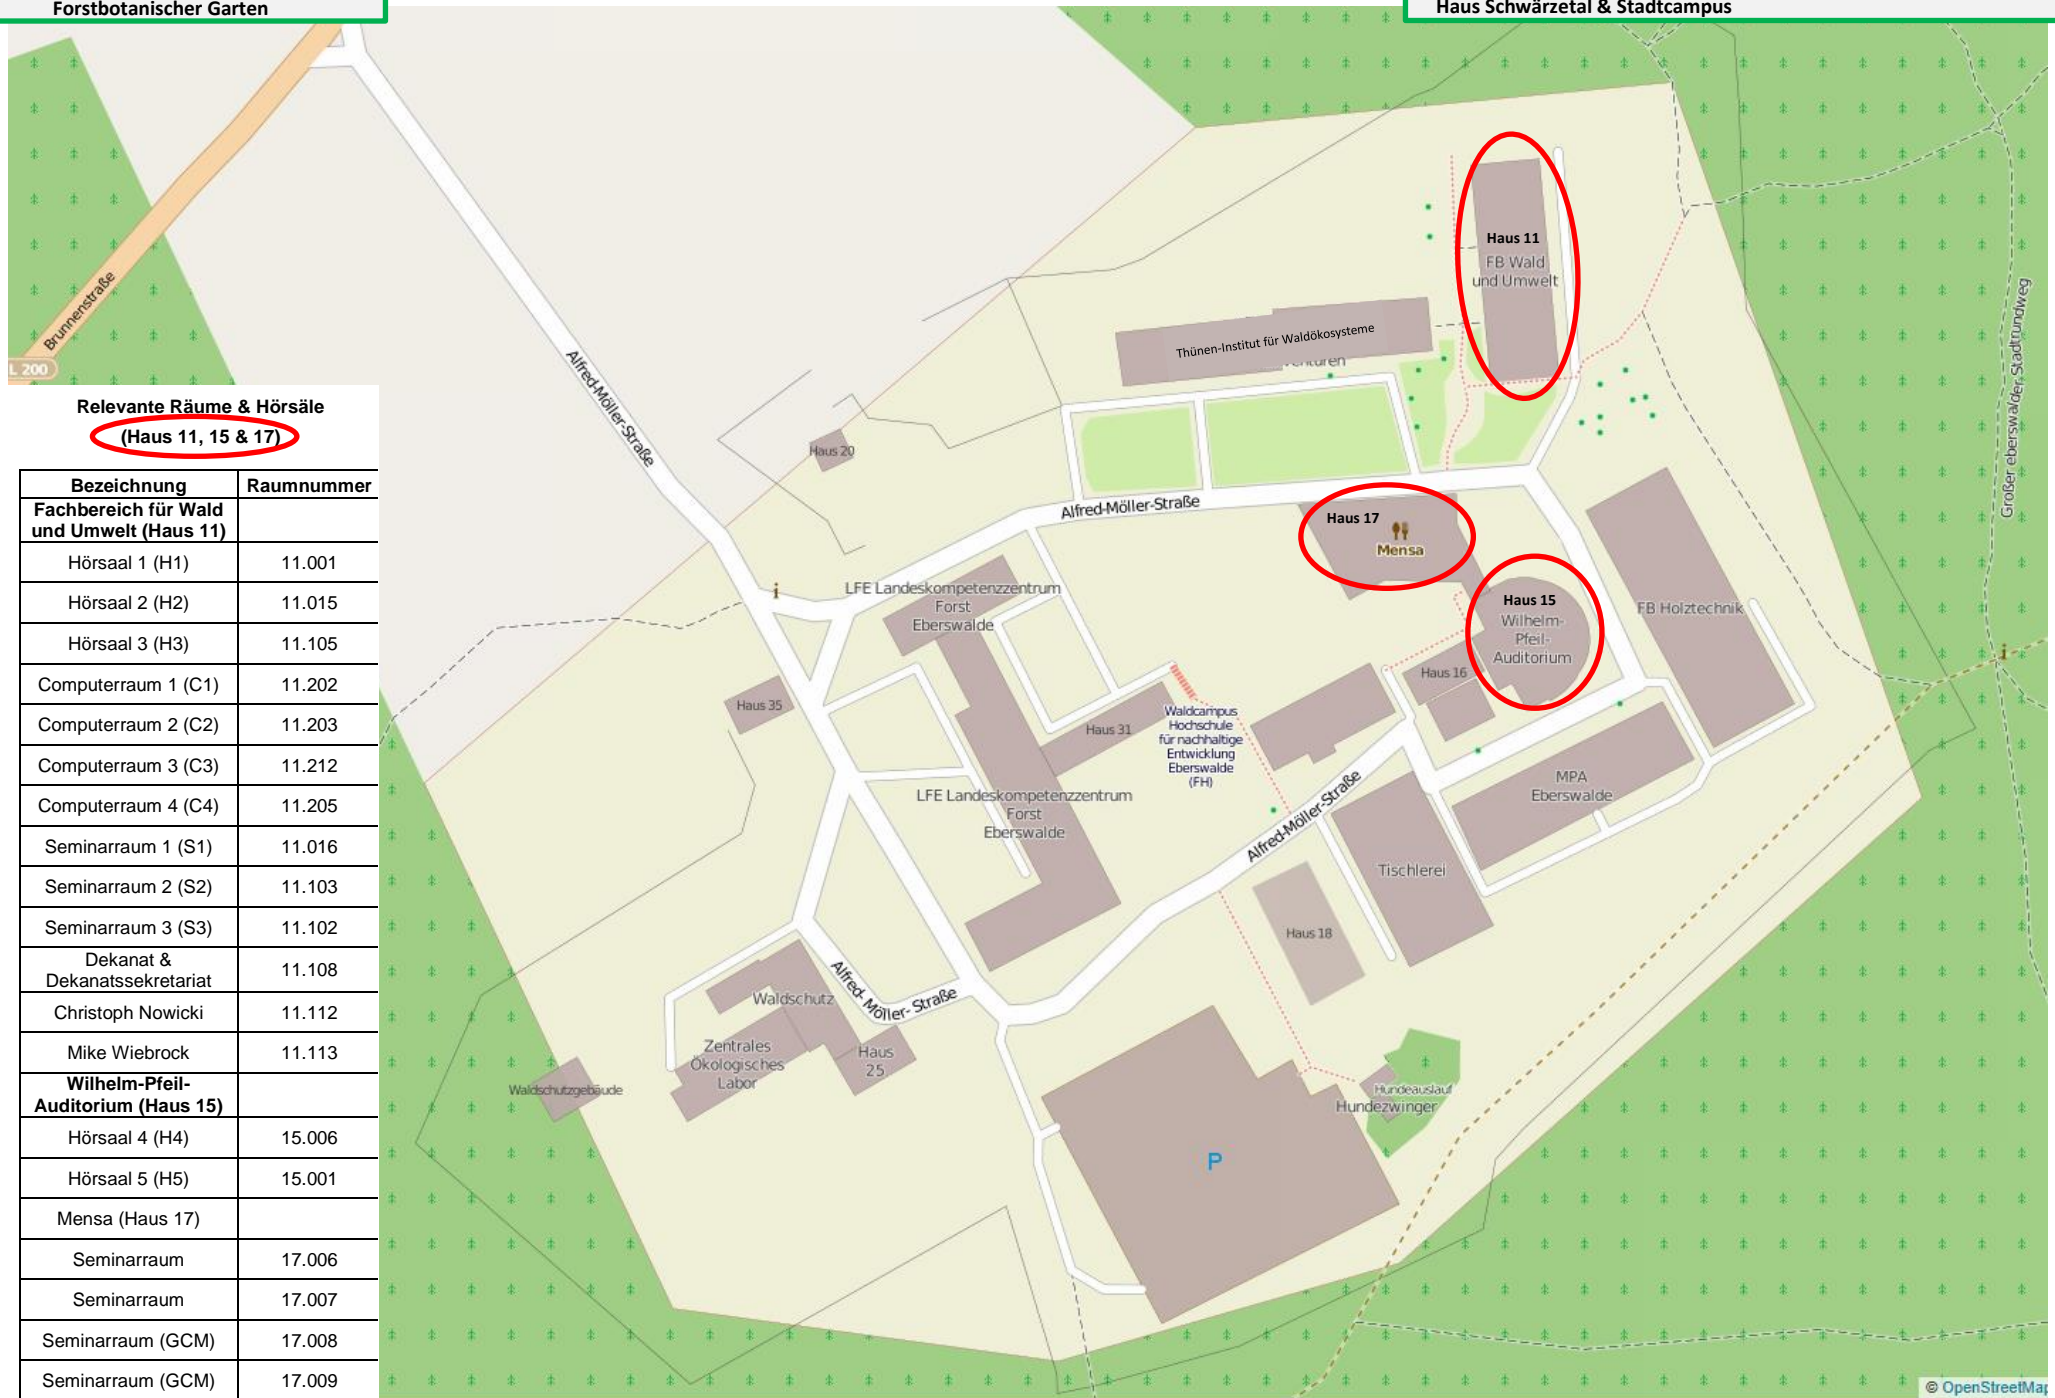 Forstbotanischer Garten
Haus Schwärzetal & Stadtcampus
Brunnenstraße
L 200
Alfred-Möller-Straße
Relevante Räume & Hörsäle
(Haus 11, 15 & 17)
Bezeichnung Raumnummer
Fachbereich für Wald
und Umwelt (Haus 11)
Hörsaal 1 (H1) 11.001
Hörsaal 2 (H2) 11.015
Hörsaal 3 (H3) 11.105
Computerraum 1 (C1) 11.202
Computerraum 2 (C2) 11.203
Computerraum 3 (C3) 11.212
Computerraum 4 (C4) 11.205
Seminarraum 1 (S1) 11.016
Seminarraum 2 (S2) 11.103
Seminarraum 3 (S3) 11.102
Dekanat &
Dekanatssekretariat 11.108
Christoph Nowicki 11.112
Mike Wiebrock 11.113
Wilhelm-Pfeil-
Auditorium (Haus 15)
Hörsaal 4 (H4) 15.006
Hörsaal 5 (H5) 15.001
Mensa (Haus 17)
Seminarraum 17.006
Seminarraum 17.007
Seminarraum (GCM) 17.008
Seminarraum (GCM) 17.009
Haus 11
FB Wald
und Umwelt
Thünen-Institut für Waldökosysteme
Großer eberswalder Stadtrundweg
Haus 20
Alfred-Möller-Straße
Haus 17
Mensa
Haus 15
Wilhelm-
Pfeil-
Auditorium
FB Holztechnik
LFE Landeskompetenzzentrum
Forst
Eberswalde
Haus 16
Haus 35
Haus 31
Waldcampus
Hochschule
für nachhaltige
Entwicklung
Eberswalde
(FH)
MPA
Eberswalde
LFE Landeskompetenzzentrum
Forst
Eberswalde
Alfred-Möller-Straße
Tischlerei
Haus 18
Waldschutz
Alfred- Möller- Straße
Zentrales
Ökologisches
Labor
Haus
25
Waldschutzgebäude
Hundeauslauf
Hundezwinger
P
© OpenStreetMap